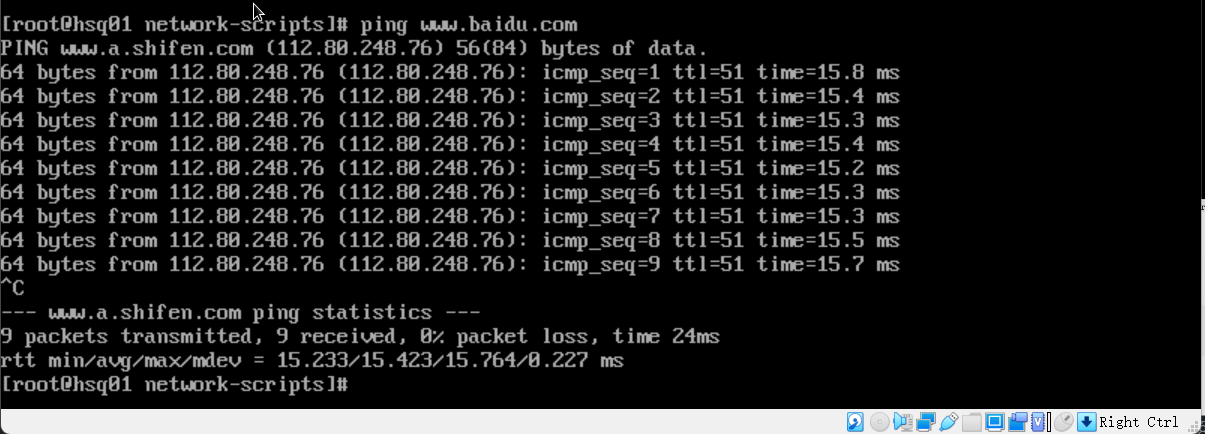 [root@hsq01 network-scripts]# ping www.baidu.com
PING www.a.shifen.com (112.80.248.76) 56(84) bytes of data.
64 bytes from 112.80.248.76 (112.80.248.76): icmp_seq=1 ttl=51 time=15.8 ms
64 bytes from 112.80.248.76 (112.80.248.76): icmp_seq=2 ttl=51 time=15.4 ms
64 bytes from 112.80.248.76 (112.80.248.76): icmp_seq=3 ttl=51 time=15.3 ms
64 bytes from 112.80.248.76 (112.80.248.76): icmp_seq=4 ttl=51 time=15.4 ms
64 bytes from 112.80.248.76 (112.80.248.76): icmp_seq=5 ttl=51 time=15.2 ms
64 bytes from 112.80.248.76 (112.80.248.76): icmp_seq=6 ttl=51 time=15.3 ms
64 bytes from 112.80.248.76 (112.80.248.76): icmp_seq=7 ttl=51 time=15.3 ms
64 bytes from 112.80.248.76 (112.80.248.76): icmp_seq=8 ttl=51 time=15.5 ms
64 bytes from 112.80.248.76 (112.80.248.76): icmp_seq=9 ttl=51 time=15.7 ms
^C
--- www.a.shifen.com ping statistics ---
9 packets transmitted, 9 received, 0% packet loss, time 24ms
rtt min/avg/max/mdev = 15.233/15.423/15.764/0.227 ms
[root@hsq01 network-scripts]#
Right Ctrl